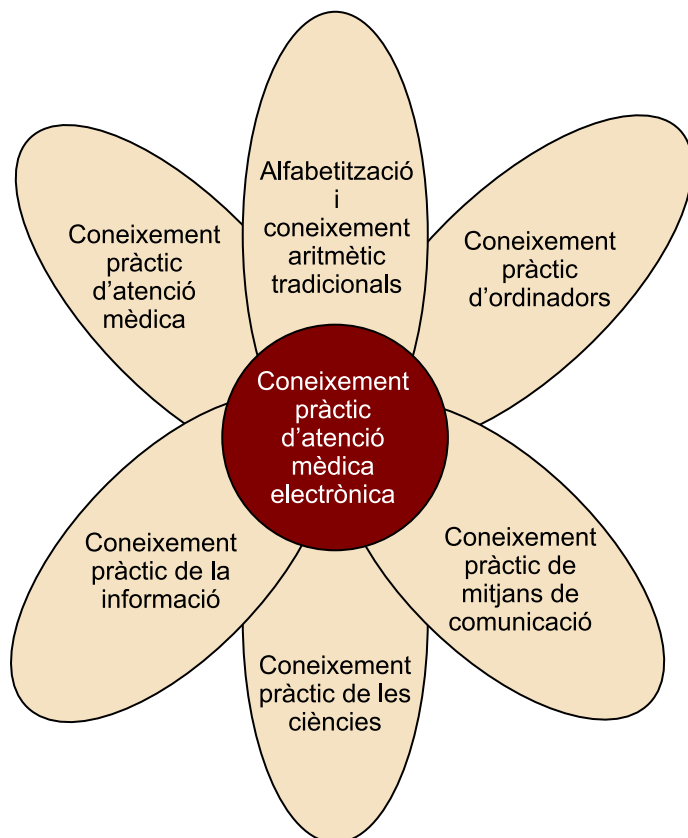 Alfabetització
i
coneixement
aritmètic
tradicionals
Coneixement
pràctic
d’atenció
mèdica
Coneixement
pràctic
d’ordinadors
Coneixement
pràctic
d’atenció
mèdica
electrònica
Coneixement
pràctic de la
informació
Coneixement
pràctic de
mitjans de
comunicació
Coneixement
pràctic de les
ciències